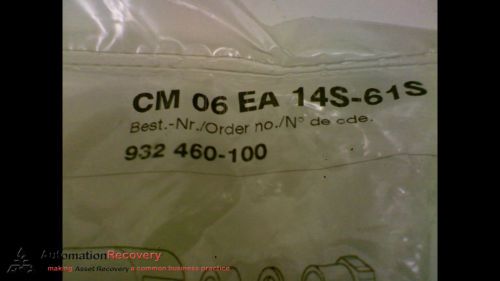 CM 06 EA 14S-61S
Best.-Nr./Order no./N° de cde.
932 460-100
AutomationRecovery
making Asset Recovery a common business practice